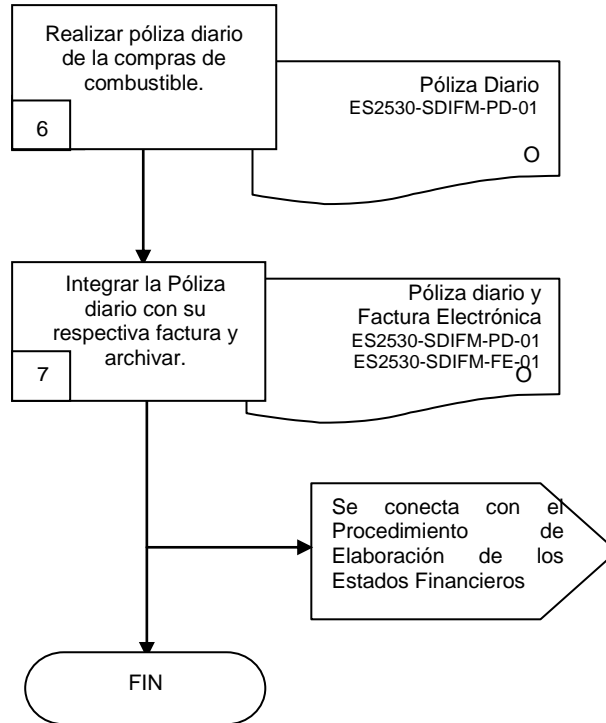 Realizar póliza diario
de la compras de
combustible.
6
Póliza Diario
ES2530-SDIFM-PD-01
O
Integrar la Póliza
diario con su
respectiva factura y
archivar.
7
Póliza diario y
Factura Electrónica
ES2530-SDIFM-PD-01
ES2530-SDIFM-FE-01
O
Se conecta con el
Procedimiento de
Elaboración de los
Estados Financieros
FIN